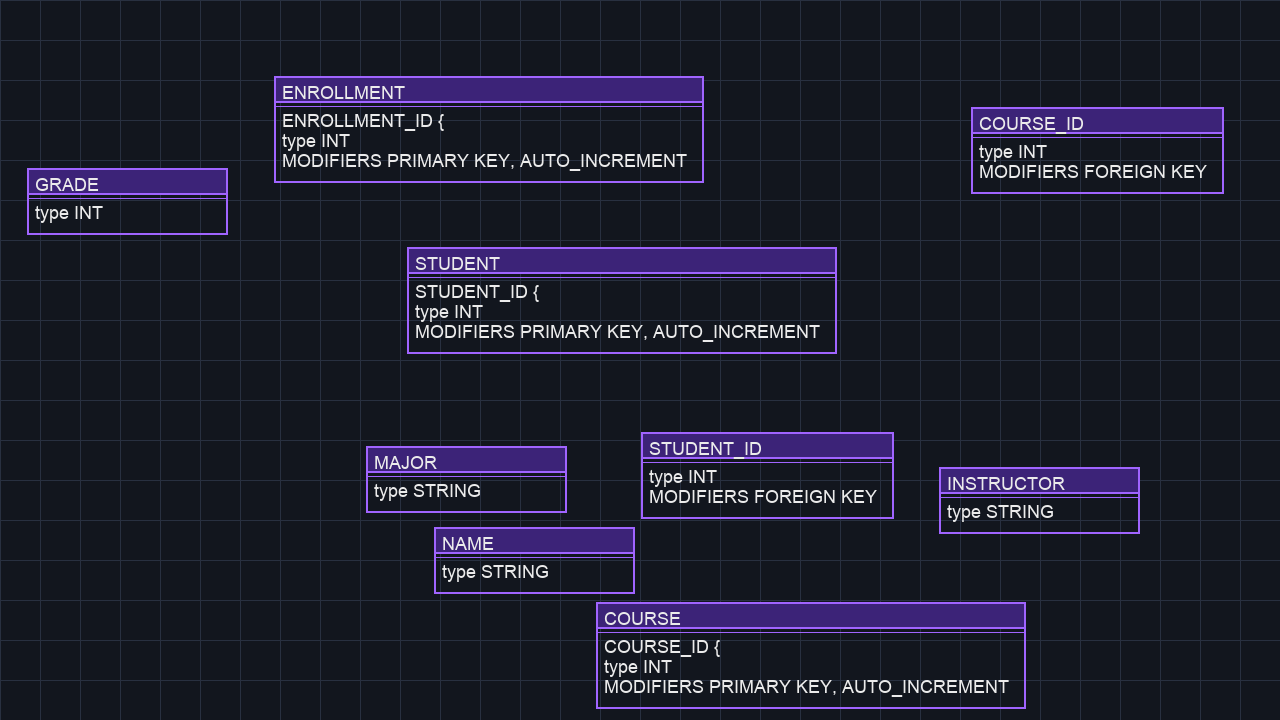 ENROLLMENT
ENROLLMENT_ID {
type INT
MODIFIERS PRIMARY KEY, AUTO_INCREMENT
COURSE_ID
type INT
MODIFIERS FOREIGN KEY
GRADE
type INT
STUDENT
STUDENT_ID {
type INT
MODIFIERS PRIMARY KEY, AUTO_INCREMENT
MAJOR
type STRING
STUDENT_ID
type INT
MODIFIERS FOREIGN KEY
INSTRUCTOR
type STRING
NAME
type STRING
COURSE
COURSE_ID {
type INT
MODIFIERS PRIMARY KEY, AUTO_INCREMENT